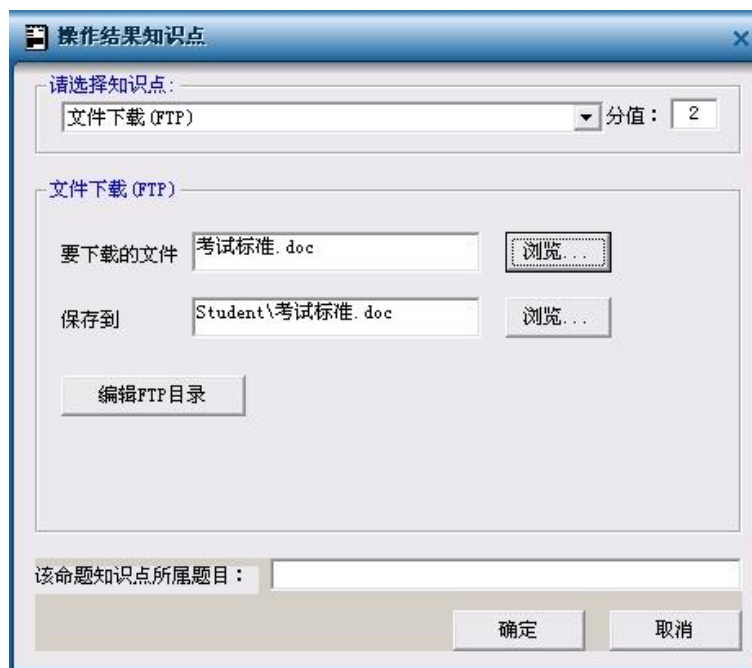 操作结果知识点
请选择知识点:
文件下载(FTP) 分值： 2
文件下载(FTP)
要下载的文件 考试标准.doc 浏览...
保存到 Student\考试标准.doc 浏览...
编辑FTP目录
该命题知识点所属题目：
确定 取消